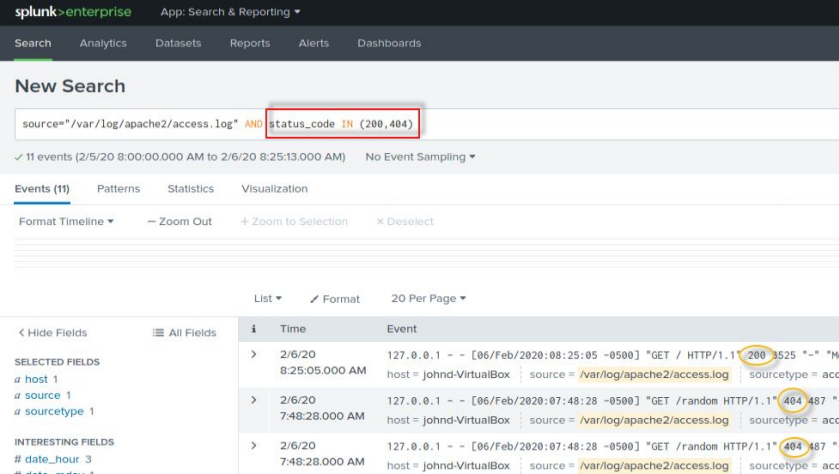 splunk>enterprise App: Search & Reporting ▾
Search Analytics Datasets Reports Alerts Dashboards
New Search
source="/var/log/apache2/access.log" AND status_code IN (200,404)
✓ 11 events (2/5/20 8:00:00.000 AM to 2/6/20 8:25:13.000 AM) No Event Sampling ▾
Events (11) Patterns Statistics Visualization
Format Timeline ▾ — Zoom Out + Zoom to Selection × Deselect
List ▾ Format 20 Per Page ▾
< Hide Fields All Fields i Time Event
SELECTED FIELDS
a host 1
a source 1
a sourcetype 1
INTERESTING FIELDS
# date_hour 3
# date_mday 1
> 2/6/20 127.0.0.1 - - [06/Feb/2020:08:25:05 -0500] "GET / HTTP/1.1" 200 3525 "-" "M
8:25:05.000 AM host = johnd-VirtualBox source = /var/log/apache2/access.log sourcetype = acc
> 2/6/20 127.0.0.1 - - [06/Feb/2020:07:48:28 -0500] "GET /random HTTP/1.1" 404 487 "
7:48:28.000 AM host = johnd-VirtualBox source = /var/log/apache2/access.log sourcetype = acc
> 2/6/20 127.0.0.1 - - [06/Feb/2020:07:48:28 -0500] "GET /random HTTP/1.1" 404 487 "
7:48:28.000 AM host = johnd-VirtualBox source = /var/log/apache2/access.log sourcetype = acc